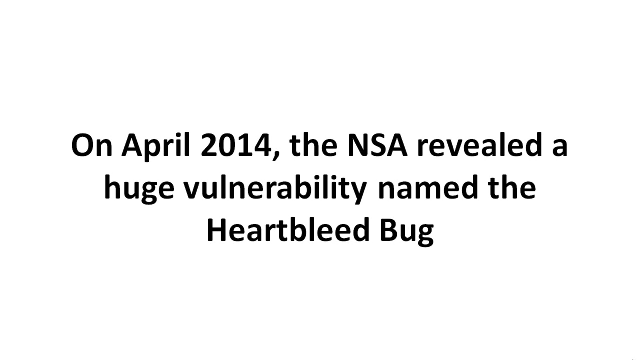 On April 2014, the NSA revealed a
huge vulnerability named the
Heartbleed Bug